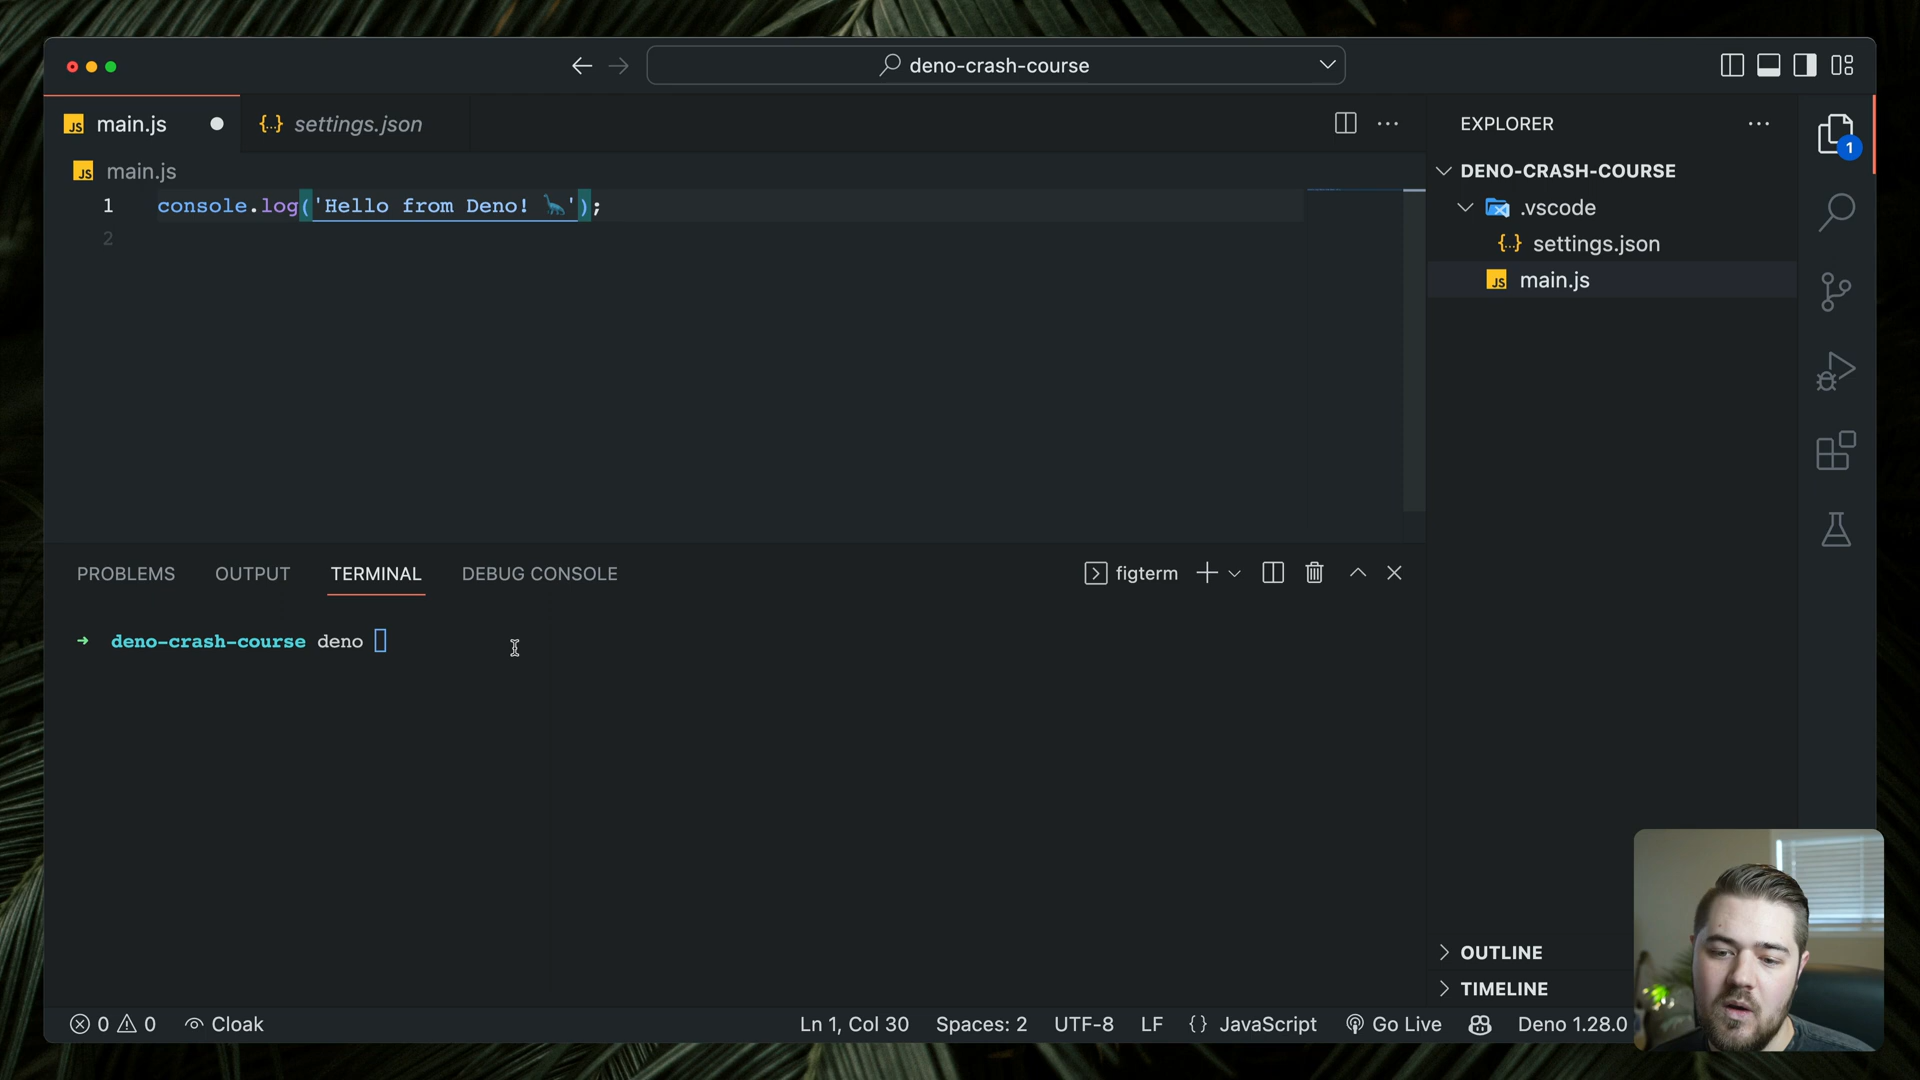 deno-crash-course
JS main.js
{..} settings.json
JS main.js
1 console.log('Hello from Deno! 🦕');
2
EXPLORER
DENO-CRASH-COURSE
.vscode
{..} settings.json
JS main.js
1
PROBLEMS OUTPUT TERMINAL DEBUG CONSOLE
figterm
➜ deno-crash-course deno
OUTLINE
TIMELINE
0 0 Cloak
Ln 1, Col 30 Spaces: 2 UTF-8 LF {} JavaScript Go Live Deno 1.28.0